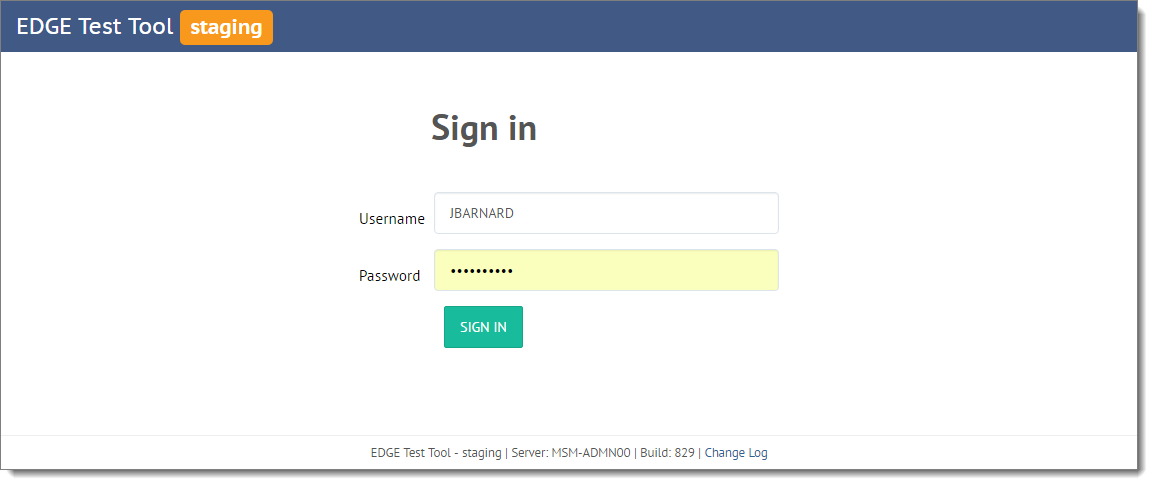 EDGE Test Tool staging
Sign in
Username JBARNARD
Password ••••••••••
SIGN IN
EDGE Test Tool - staging | Server: MSM-ADMN00 | Build: 829 | Change Log